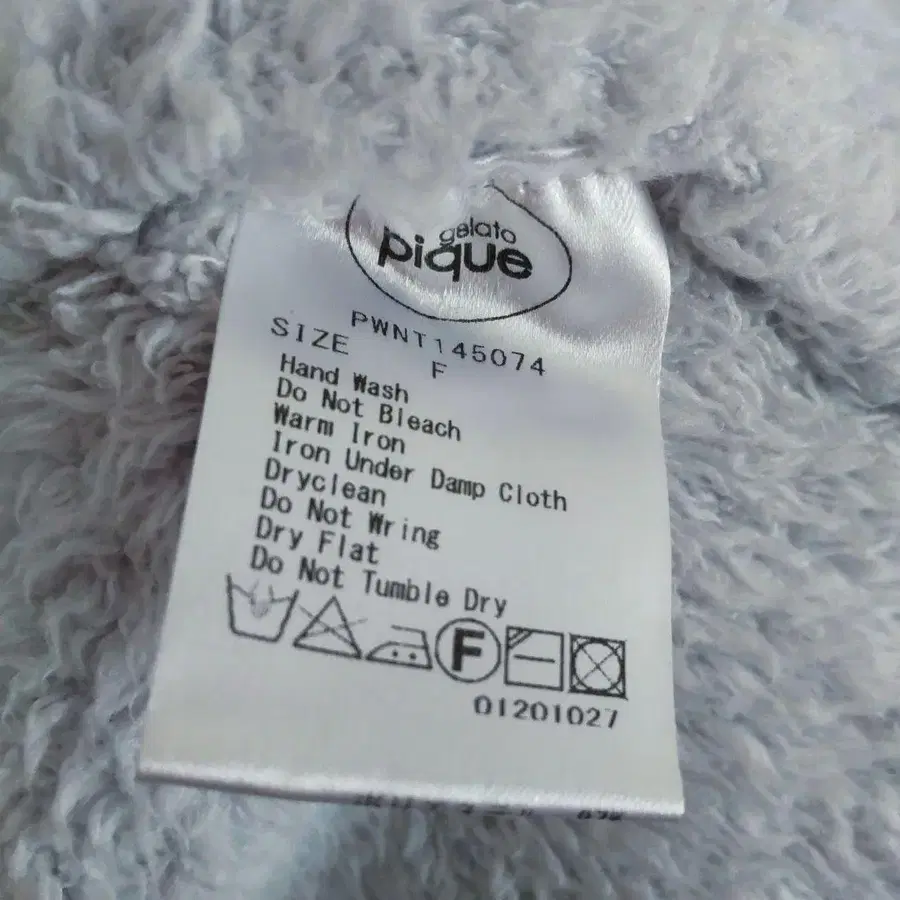 gelato
pique
PWNT145074
SIZE F
Hand Wash
Do Not Bleach
Warm Iron
Iron Under Damp Cloth
Dryclean
Do Not Wring
Dry Flat
Do Not Tumble Dry
F
01201027